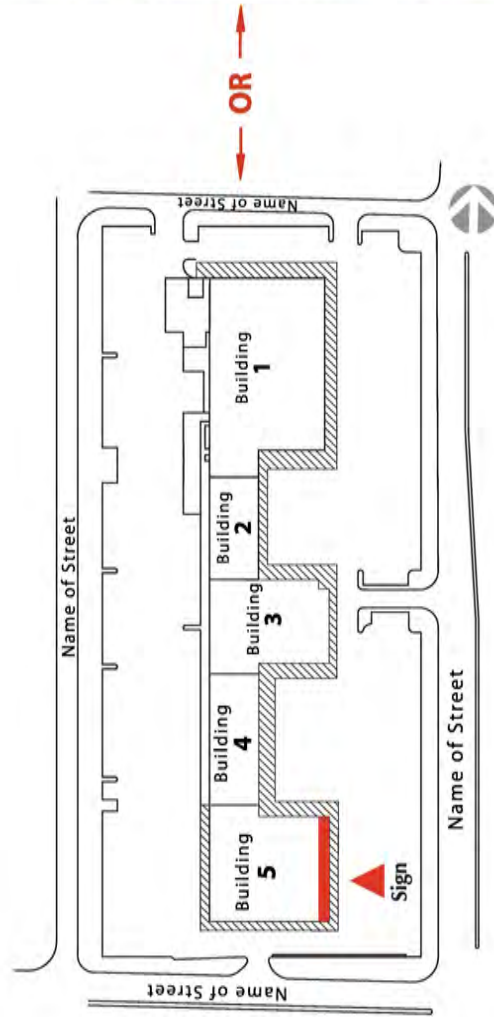 OR
Name of Street
Name of Street
Building
1
Building
2
Building
3
Building
4
Building
5
Name of Street
Sign
Name of Street